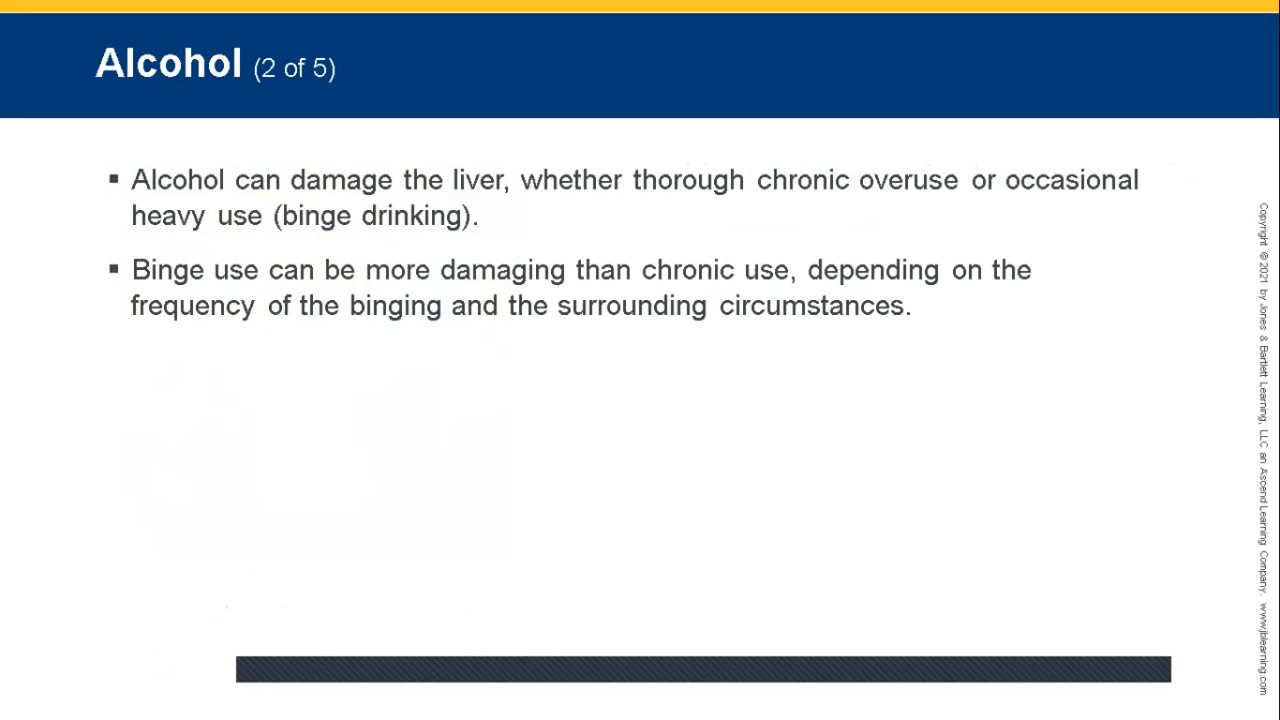 Alcohol (2 of 5)
▪ Alcohol can damage the liver, whether thorough chronic overuse or occasional
heavy use (binge drinking).
▪ Binge use can be more damaging than chronic use, depending on the
frequency of the binging and the surrounding circumstances.
Copyright © 2021 by Jones & Bartlett Learning, LLC an Ascend Learning Company. www.jblearning.com